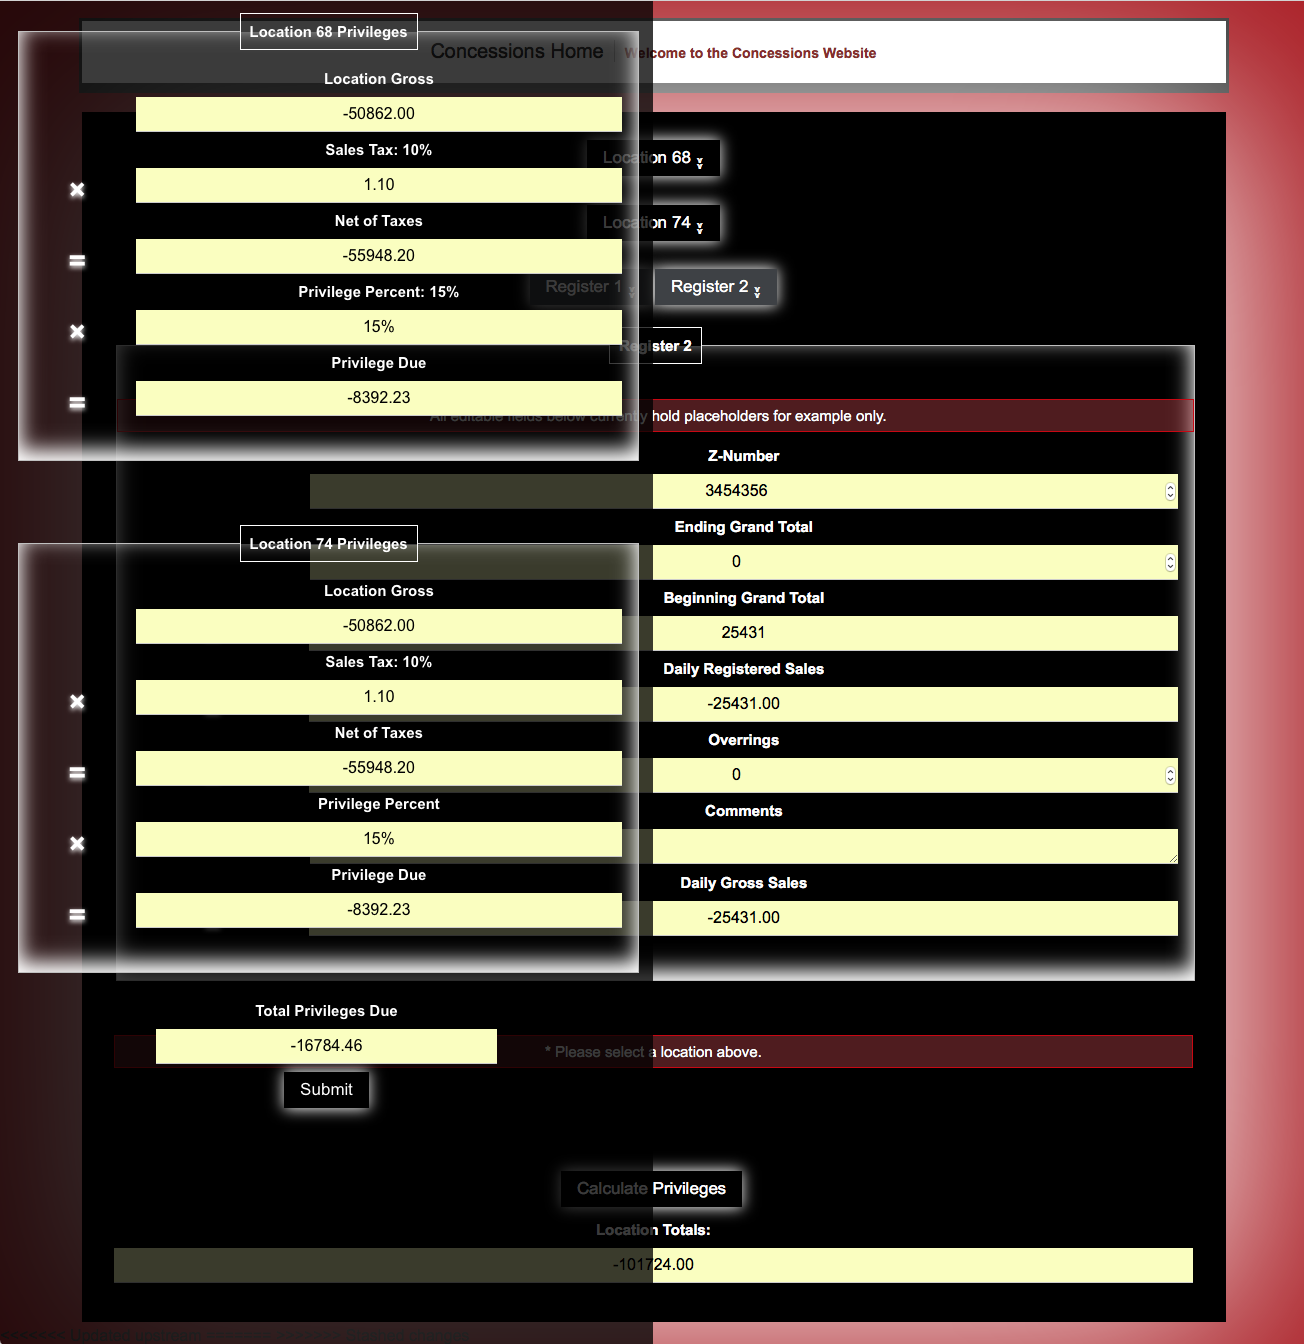 Location 68 Privileges
Concessions Home
Welcome to the Concessions Website
Location Gross
-50862.00
Sales Tax: 10%
×
1.10
Net of Taxes
=
-55948.20
Privilege Percent: 15%
×
15%
Privilege Due
=
-8392.23
Location 68
Location 74
Register 1
Register 2
Register 2
All editable fields below currently hold placeholders for example only.
Z-Number
3454356
Ending Grand Total
0
Beginning Grand Total
25431
Daily Registered Sales
-25431.00
Overrings
0
Comments
Daily Gross Sales
-25431.00
Location 74 Privileges
Location Gross
-50862.00
Sales Tax: 10%
×
1.10
Net of Taxes
=
-55948.20
Privilege Percent
×
15%
Privilege Due
=
-8392.23
Total Privileges Due
-16784.46
* Please select a location above.
Submit
Calculate Privileges
Location Totals:
-101724.00